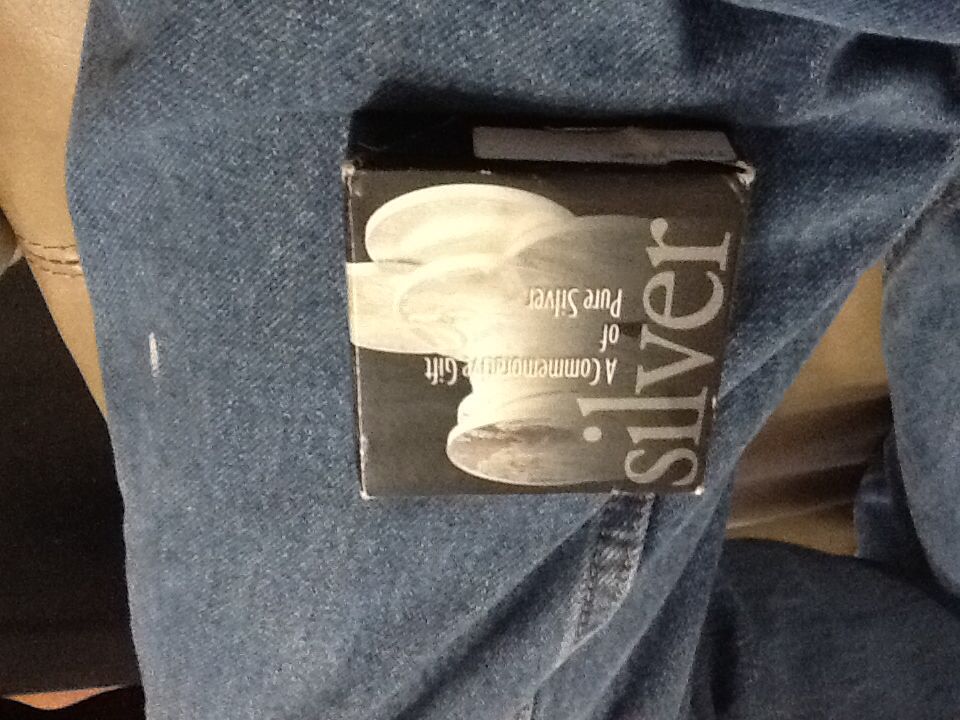 silver
A Commemorative Gift
of
Pure Silver